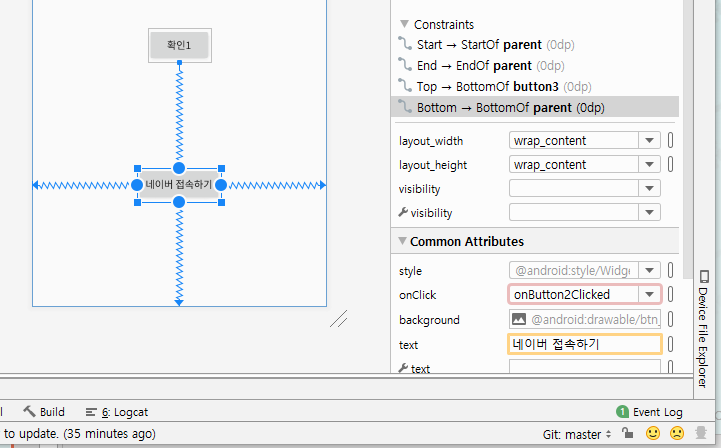 확인1
네이버 접속하기
Constraints
Start → StartOf parent (0dp)
End → EndOf parent (0dp)
Top → BottomOf button3 (0dp)
Bottom → BottomOf parent (0dp)
layout_width wrap_content
layout_height wrap_content
visibility
visibility
Common Attributes
style @android:style/Widge
onClick onButton2Clicked
background @android:drawable/btn_
text 네이버 접속하기
text
Device File Explorer
Build 6: Logcat 1 Event Log
to update. (35 minutes ago) Git: master